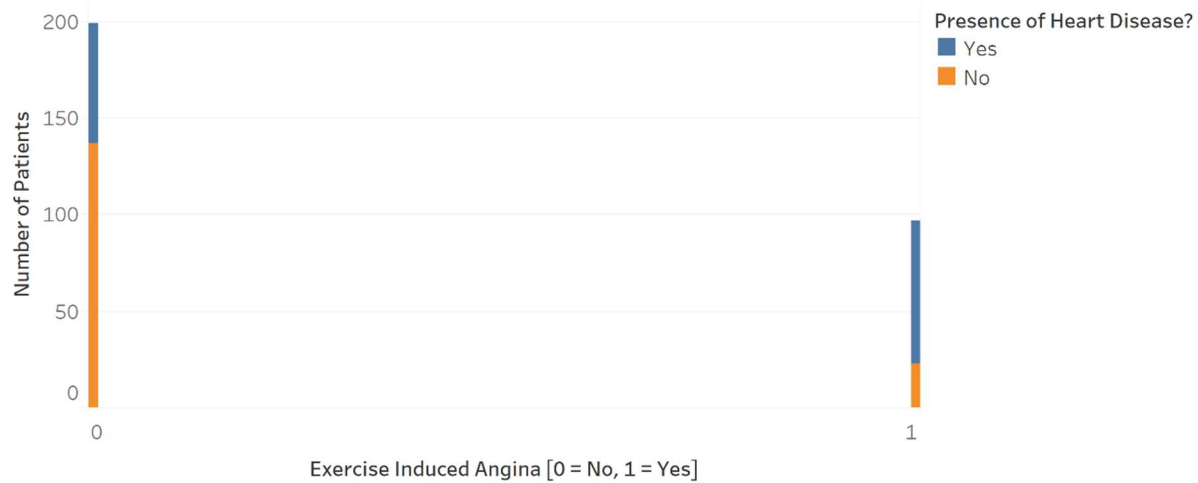 200
150
100
50
0
Number of Patients
0
1
Exercise Induced Angina [0 = No, 1 = Yes]
Presence of Heart Disease?
Yes
No